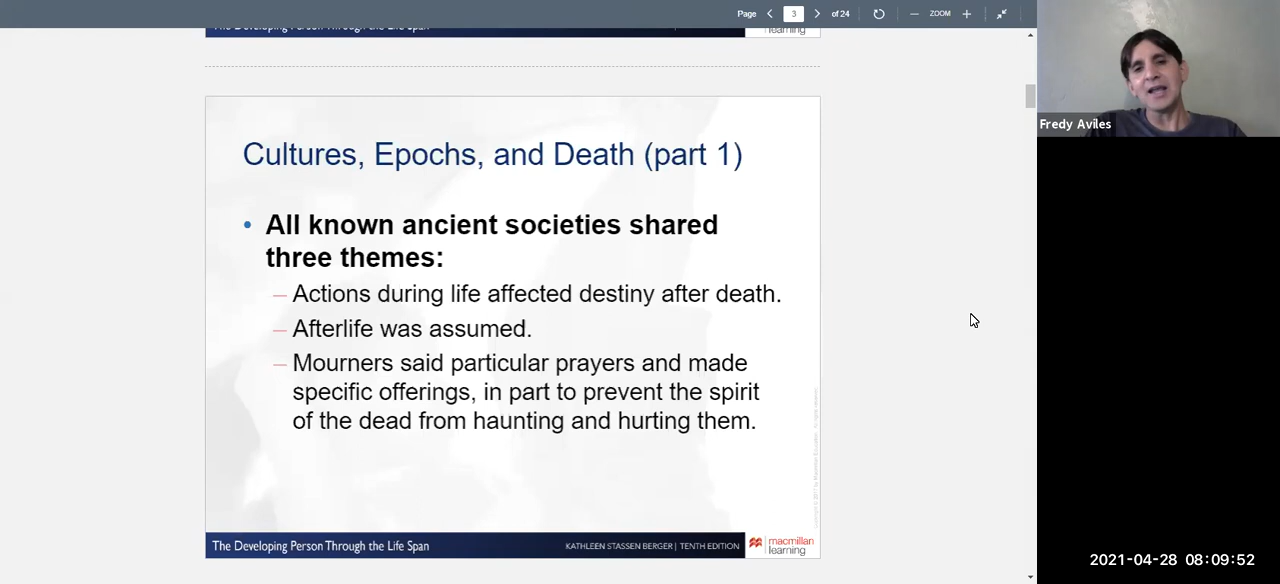 Page 3 of 24 ZOOM
learning
Fredy Aviles
Cultures, Epochs, and Death (part 1)
• All known ancient societies shared
three themes:
— Actions during life affected destiny after death.
— Afterlife was assumed.
— Mourners said particular prayers and made
specific offerings, in part to prevent the spirit
of the dead from haunting and hurting them.
The Developing Person Through the Life Span
KATHLEEN STASSEN BERGER | TENTH EDITION
macmillan
learning
2021-04-28 08:09:52